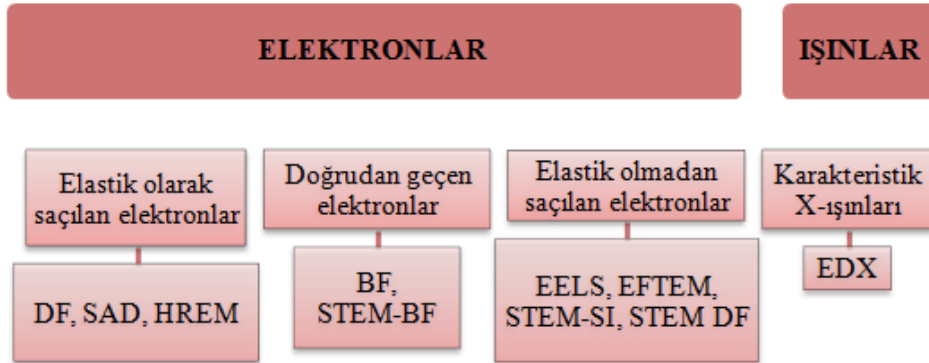 ELEKTRONLAR
IŞINLAR
Elastik olarak
saçılan elektronlar
Doğrudan geçen
elektronlar
Elastik olmadan
saçılan elektronlar
Karakteristik
X-ışınları
DF, SAD, HREM
BF,
STEM-BF
EELS, EFTEM,
STEM-SI, STEM DF
EDX